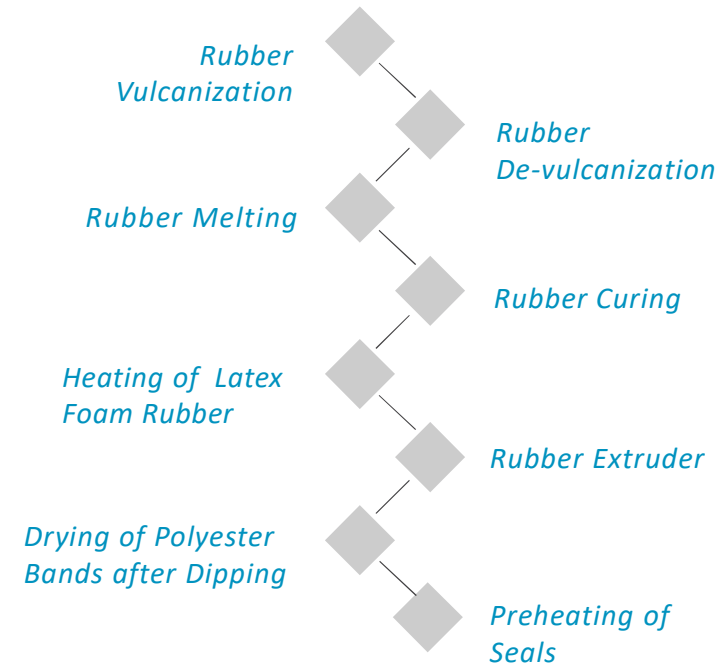 Rubber
Vulcanization
Rubber
De-vulcanization
Rubber Melting
Rubber Curing
Heating of Latex
Foam Rubber
Rubber Extruder
Drying of Polyester
Bands after Dipping
Preheating of
Seals